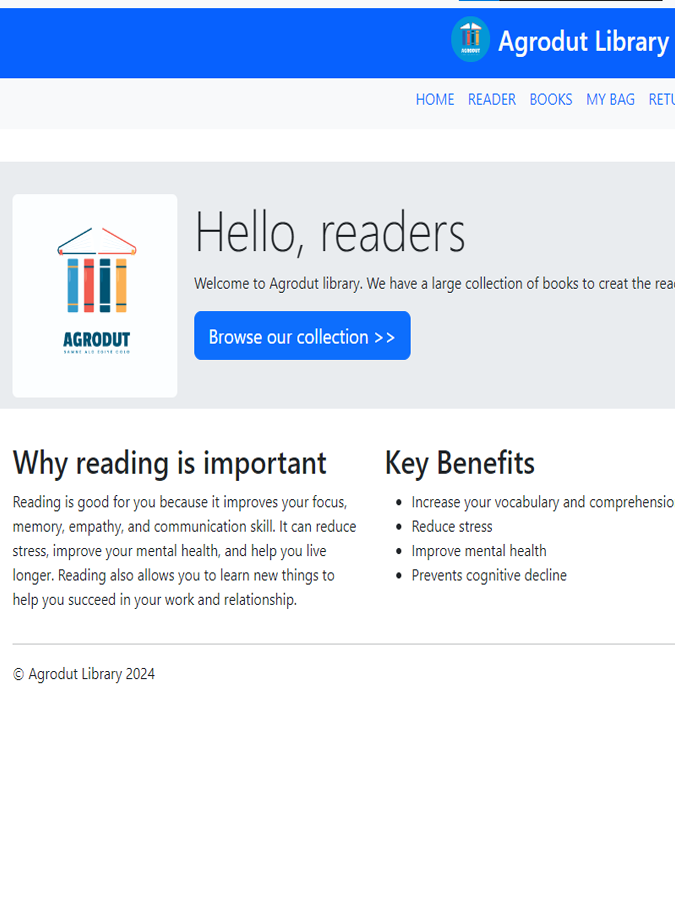 Agrodut Library
HOME READER BOOKS MY BAG RETU
Hello, readers
Welcome to Agrodut library. We have a large collection of books to creat the rea
Browse our collection >>
AGRODUT
Why reading is important
Reading is good for you because it improves your focus,
memory, empathy, and communication skill. It can reduce
stress, improve your mental health, and help you live
longer. Reading also allows you to learn new things to
help you succeed in your work and relationship.
Key Benefits
Increase your vocabulary and comprehensio
Reduce stress
Improve mental health
Prevents cognitive decline
© Agrodut Library 2024